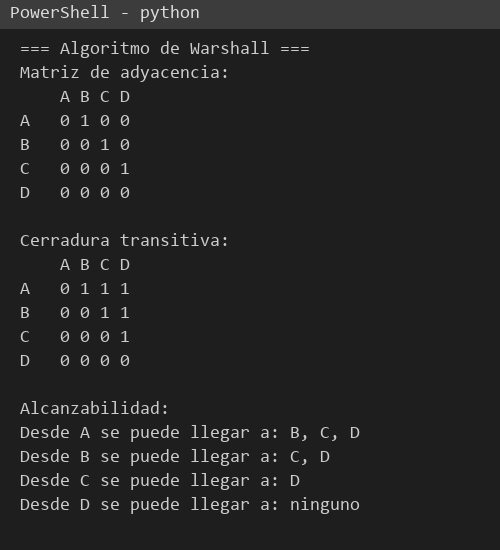 PowerShell - python
=== Algoritmo de Warshall ===
Matriz de adyacencia:
A B C D
A 0 1 0 0
B 0 0 1 0
C 0 0 0 1
D 0 0 0 0
Cerradura transitiva:
A B C D
A 0 1 1 1
B 0 0 1 1
C 0 0 0 1
D 0 0 0 0
Alcanzabilidad:
Desde A se puede llegar a: B, C, D
Desde B se puede llegar a: C, D
Desde C se puede llegar a: D
Desde D se puede llegar a: ninguno